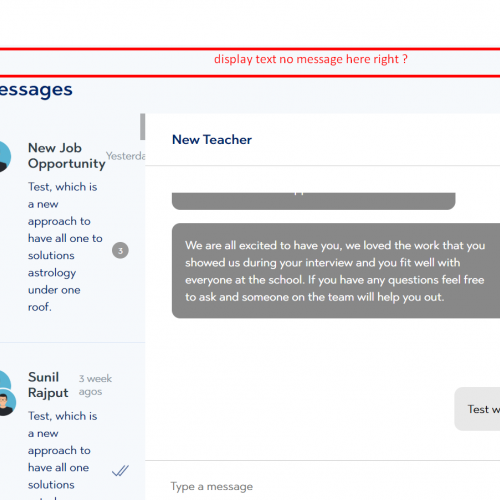 display text no message here right ?
essages
New Job
Opportunity
Yesterda
Test, which is
a new
approach to
have all one to
solutions
astrology
under one
roof.
3
Sunil
Rajput
3 week
agos
Test, which is
a new
approach to
have all one
solutions
New Teacher
We are all excited to have you, we loved the work that you
showed us during your interview and you fit well with
everyone at the school. If you have any questions feel free
to ask and someone on the team will help you out.
Test w
Type a message